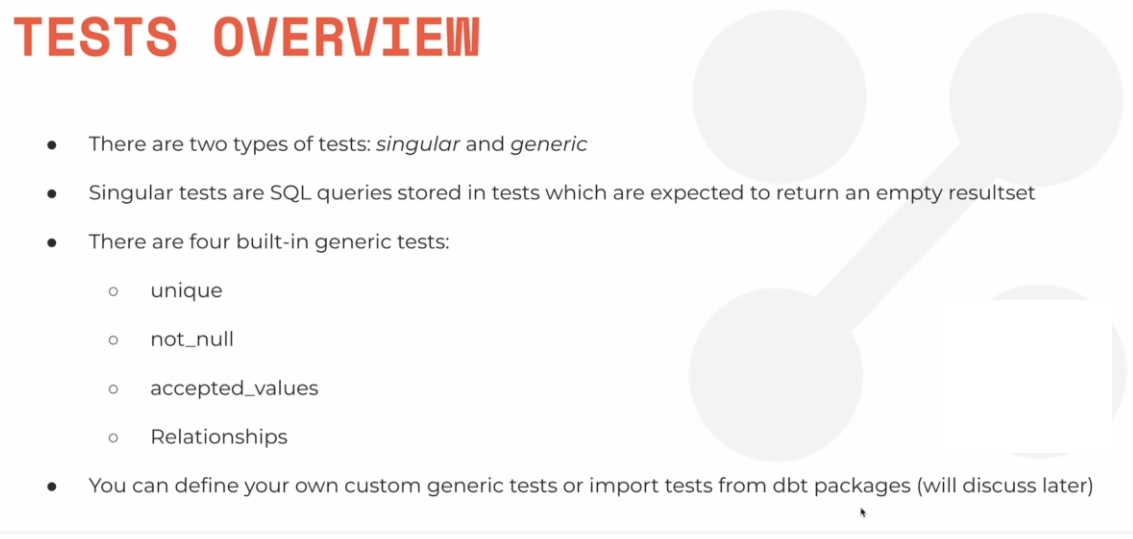 TESTS OVERVIEW
● There are two types of tests: singular and generic
● Singular tests are SQL queries stored in tests which are expected to return an empty resultset
● There are four built-in generic tests:
○ unique
○ not_null
○ accepted_values
○ Relationships
● You can define your own custom generic tests or import tests from dbt packages (will discuss later)